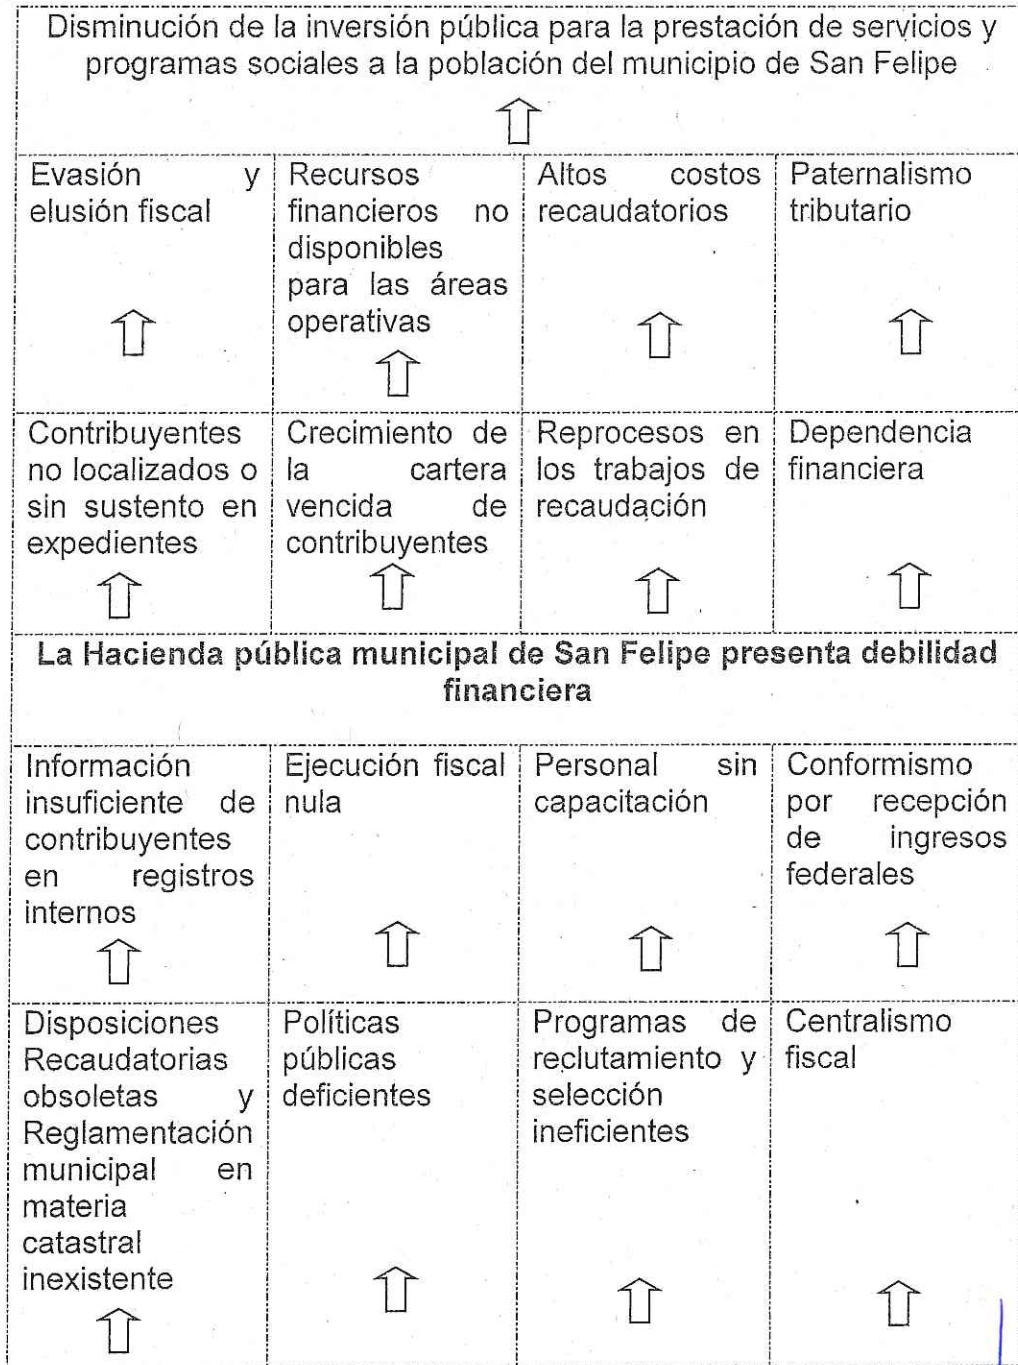 Disminución de la inversión pública para la prestación de servicios y
programas sociales a la población del municipio de San Felipe
Evasión y
elusión fiscal
Recursos
financieros no
disponibles
para las áreas
operativas
Altos costos
recaudatorios
Paternalismo
tributario
Contribuyentes
no localizados o
sin sustento en
expedientes
Crecimiento de
la cartera
vencida de
contribuyentes
Reprocesos en
los trabajos de
recaudación
Dependencia
financiera
La Hacienda pública municipal de San Felipe presenta debilidad
financiera
Información
insuficiente de
contribuyentes
en registros
internos
Ejecución fiscal
nula
Personal sin
capacitación
Conformismo
por recepción
de ingresos
federales
Disposiciones
Recaudatorias
obsoletas y
Reglamentación
municipal en
materia
catastral
inexistente
Políticas
públicas
deficientes
Programas de
reclutamiento y
selección
ineficientes
Centralismo
fiscal